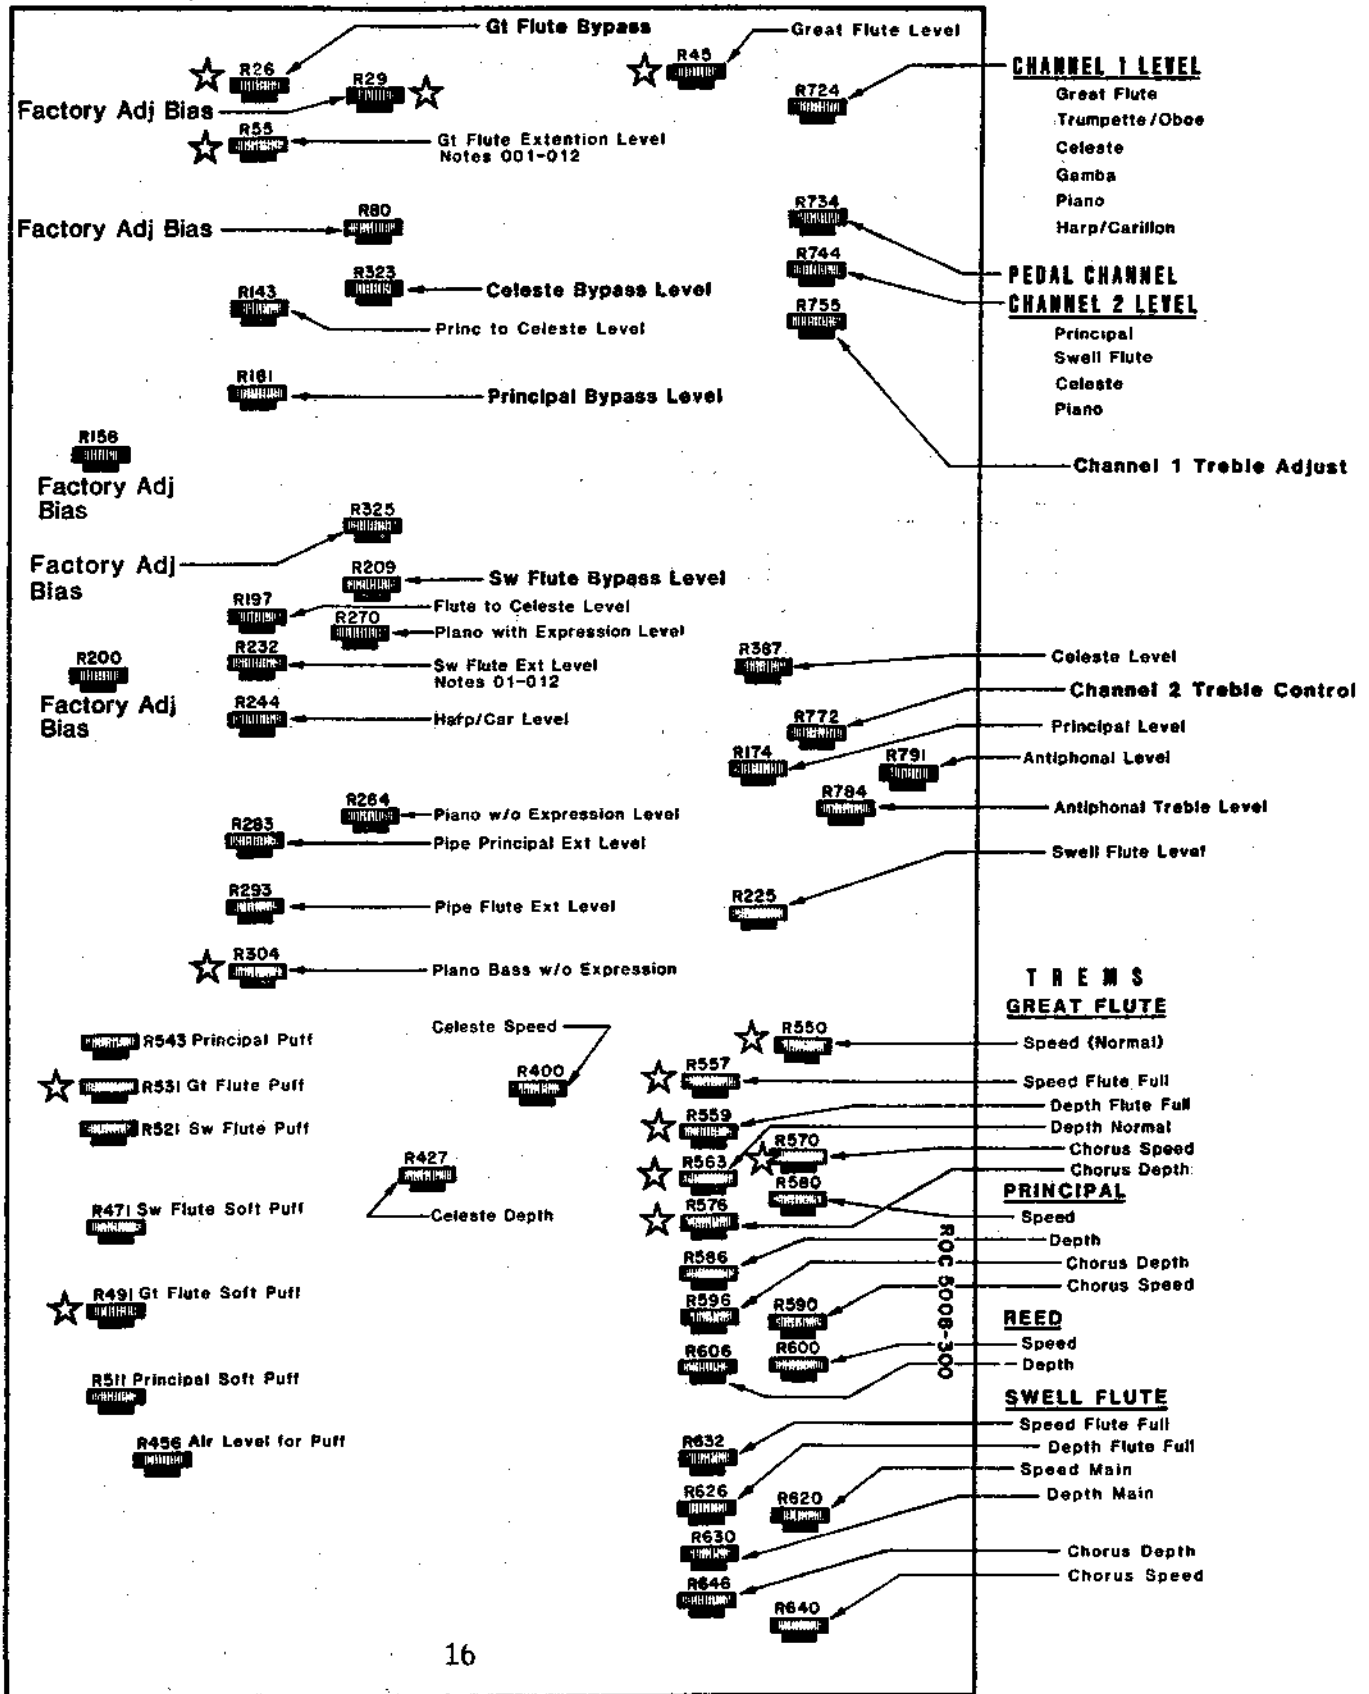 Gt Flute Bypass
R45
Great Flute Level
R26
R29
R724
CHANNEL 1 LEVEL
Great Flute
Trumpette/Oboe
Celeste
Gamba
Piano
Harp/Carillon
Factory Adj Bias
R55
Gt Flute Extention Level
Notes 001-012
Factory Adj Bias
R80
R734
PEDAL CHANNEL
R744
CHANNEL 2 LEVEL
Principal
Swell Flute
Celeste
Piano
R323
Celeste Bypass Level
R143
Princ to Celeste Level
R755
Channel 1 Treble Adjust
R161
Principal Bypass Level
R156
Factory Adj
Bias
R325
Factory Adj
Bias
R209
Sw Flute Bypass Level
R197
Flute to Celeste Level
R270
Piano with Expression Level
R232
Sw Flute Ext Level
Notes 01-012
R200
Factory Adj
Bias
R244
Harp/Car Level
R387
Celeste Level
Channel 2 Treble Control
R772
Principal Level
R174
R791
Antiphonal Level
R784
Antiphonal Treble Level
R264
Piano w/o Expression Level
R283
Pipe Principal Ext Level
Swell Flute Level
R293
Pipe Flute Ext Level
R225
R304
Piano Bass w/o Expression
TREMS
GREAT FLUTE
R543 Principal Puff
Celeste Speed
R550
Speed (Normal)
R531 Gt Flute Puff
R400
R557
Speed Flute Full
R521 Sw Flute Puff
R559
Depth Flute Full
Depth Normal
R427
R563
R570
Chorus Speed
Chorus Depth
R580
PRINCIPAL
R471 Sw Flute Soft Puff
Celeste Depth
R576
Speed
R586
Depth
Chorus Depth
Chorus Speed
R491 Gt Flute Soft Puff
R596
R590
ROC 5006-300
REED
R606
R600
Speed
Depth
R511 Principal Soft Puff
SWELL FLUTE
R456 Air Level for Puff
R632
Speed Flute Full
Depth Flute Full
R626
R620
Speed Main
Depth Main
R630
R646
Chorus Depth
Chorus Speed
R640
16